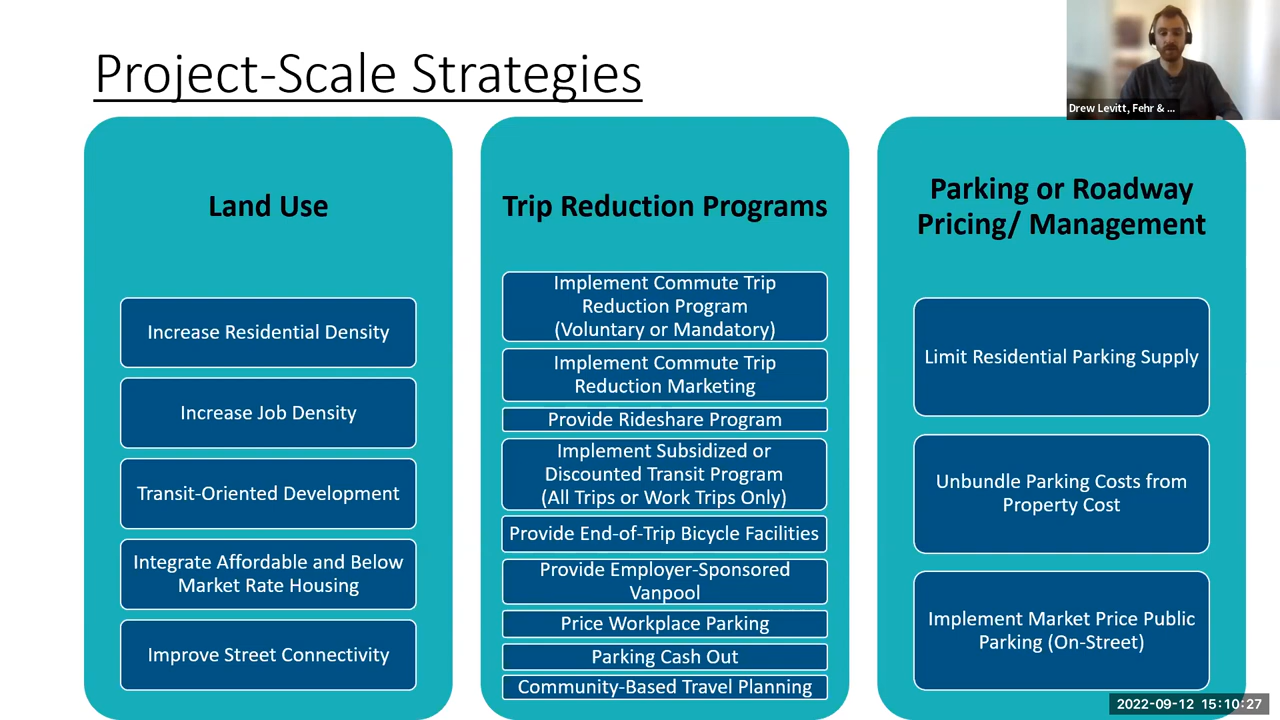 Project-Scale Strategies
Drew Levitt, Fehr & ...
Land Use
Increase Residential Density
Increase Job Density
Transit-Oriented Development
Integrate Affordable and Below
Market Rate Housing
Improve Street Connectivity
Trip Reduction Programs
Implement Commute Trip
Reduction Program
(Voluntary or Mandatory)
Implement Commute Trip
Reduction Marketing
Provide Rideshare Program
Implement Subsidized or
Discounted Transit Program
(All Trips or Work Trips Only)
Provide End-of-Trip Bicycle Facilities
Provide Employer-Sponsored
Vanpool
Price Workplace Parking
Parking Cash Out
Community-Based Travel Planning
Parking or Roadway
Pricing/ Management
Limit Residential Parking Supply
Unbundle Parking Costs from
Property Cost
Implement Market Price Public
Parking (On-Street)
2022-09-12 15:10:27